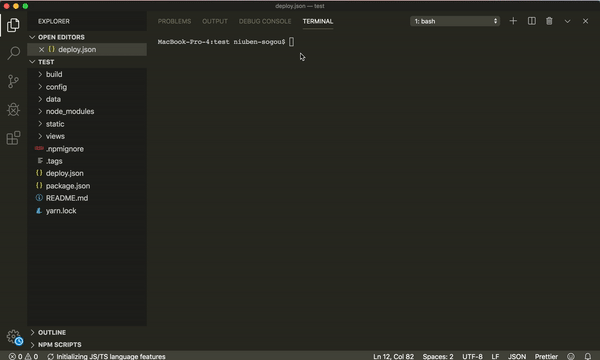 deploy.json — test
EXPLORER
PROBLEMS OUTPUT DEBUG CONSOLE TERMINAL 1: bash
OPEN EDITORS
deploy.json
MacBook-Pro-4:test niuben-sogou$
TEST
build
config
data
node_modules
static
views
.npmignore
.tags
deploy.json
package.json
README.md
yarn.lock
OUTLINE
NPM SCRIPTS
0 0 Initializing JS/TS language features Ln 12, Col 82 Spaces: 2 UTF-8 LF JSON Prettier